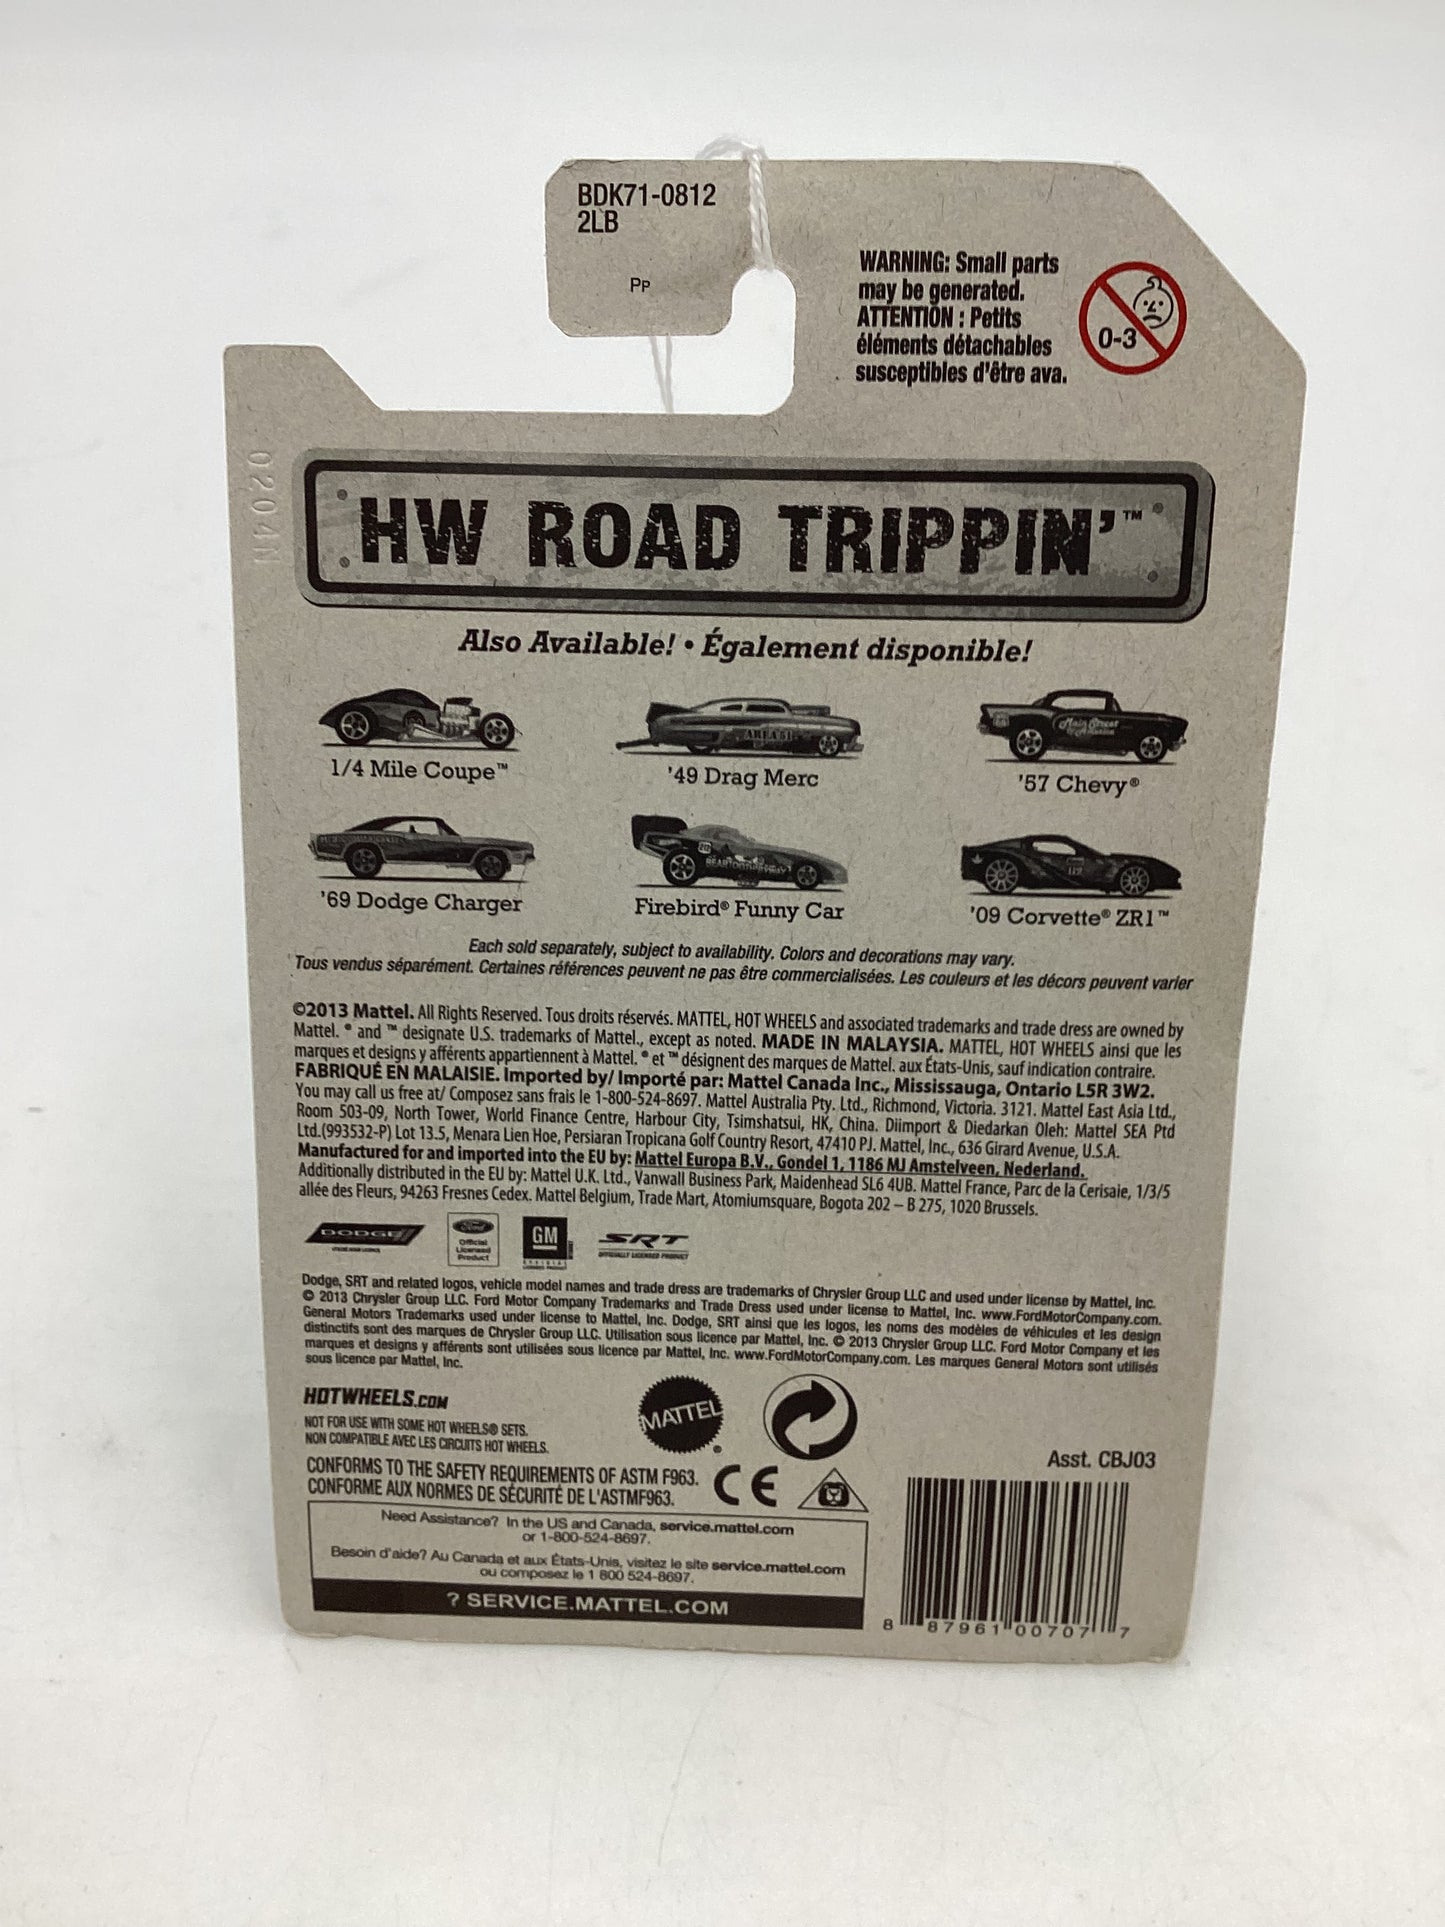 BDK71-0812
2LB
Pp
WARNING: Small parts
may be generated.
ATTENTION : Petits
éléments détachables
susceptibles d'être ava.
0-3
0204N
HW ROAD TRIPPIN'™
Also Available! • Également disponible!
AREA 51
Main Street
America
1/4 Mile Coupe™
'49 Drag Merc
'57 Chevy®
'69 Dodge Charger
Firebird® Funny Car
'09 Corvette® ZR1™
Each sold separately, subject to availability. Colors and decorations may vary.
Tous vendus séparément. Certaines références peuvent ne pas être commercialisées. Les couleurs et les décors peuvent varier
©2013 Mattel. All Rights Reserved. Tous droits réservés. MATTEL, HOT WHEELS and associated trademarks and trade dress are owned by
Mattel. ® and ™ designate U.S. trademarks of Mattel., except as noted. MADE IN MALAYSIA. MATTEL, HOT WHEELS ainsi que les
marques et designs y afférents appartiennent à Mattel. ® et ™ désignent des marques de Mattel. aux États-Unis, sauf indication contraire.
FABRIQUÉ EN MALAISIE. Imported by/ Importé par: Mattel Canada Inc., Mississauga, Ontario L5R 3W2.
You may call us free at/ Composez sans frais le 1-800-524-8697. Mattel Australia Pty. Ltd., Richmond, Victoria. 3121. Mattel East Asia Ltd.,
Room 503-09, North Tower, World Finance Centre, Harbour City, Tsimshatsui, HK, China. Diimport & Diedarkan Oleh: Mattel SEA Ptd
Ltd.(993532-P) Lot 13.5, Menara Lien Hoe, Persiaran Tropicana Golf Country Resort, 47410 PJ. Mattel, Inc., 636 Girard Avenue, U.S.A.
Manufactured for and imported into the EU by: Mattel Europa B.V., Gondel 1, 1186 MJ Amstelveen, Nederland.
Additionally distributed in the EU by: Mattel U.K. Ltd., Vanwall Business Park, Maidenhead SL6 4UB. Mattel France, Parc de la Cerisaie, 1/3/5
allée des Fleurs, 94263 Fresnes Cedex. Mattel Belgium, Trade Mart, Atomiumsquare, Bogota 202 – B 275, 1020 Brussels.
DODGE
Ford
Official
Licensed
Product
GM
SRT
OFFICIALLY LICENSED PRODUCT
Dodge, SRT and related logos, vehicle model names and trade dress are trademarks of Chrysler Group LLC and used under license by Mattel, Inc.
© 2013 Chrysler Group LLC. Ford Motor Company Trademarks and Trade Dress used under license to Mattel, Inc. www.FordMotorCompany.com.
General Motors Trademarks used under license to Mattel, Inc. Dodge, SRT ainsi que les logos, les noms des modèles de véhicules et les design
distinctifs sont des marques de Chrysler Group LLC. Utilisation sous licence par Mattel, Inc. © 2013 Chrysler Group LLC. Ford Motor Company et les
marques et designs y afférents sont utilisées sous licence par Mattel, Inc. www.FordMotorCompany.com. Les marques General Motors sont utilisés
sous licence par Mattel, Inc.
HOTWHEELS.COM
NOT FOR USE WITH SOME HOT WHEELS® SETS.
NON COMPATIBLE AVEC LES CIRCUITS HOT WHEELS.
MATTEL®
CONFORMS TO THE SAFETY REQUIREMENTS OF ASTM F963.
CONFORME AUX NORMES DE SÉCURITÉ DE L'ASTMF963.
CE
Need Assistance? In the US and Canada, service.mattel.com
or 1-800-524-8697.
Besoin d'aide? Au Canada et aux États-Unis, visitez le site service.mattel.com
ou composez le 1 800 524-8697.
? SERVICE.MATTEL.COM
Asst. CBJ03
8 87961 00707 7